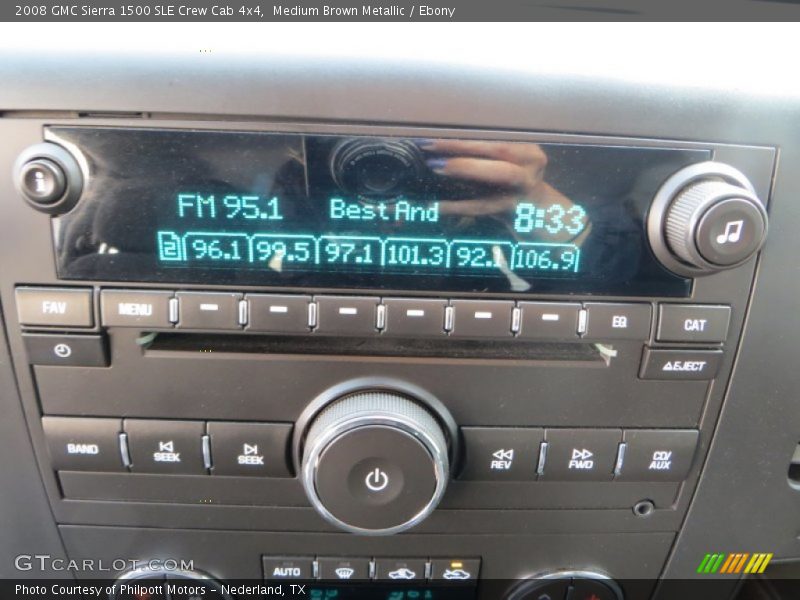 2008 GMC Sierra 1500 SLE Crew Cab 4x4, Medium Brown Metallic / Ebony
i
FM 95.1 Best And 8:33
2 96.1 99.5 97.1 101.3 92.1 106.9
FAV MENU EQ CAT
EJECT
BAND SEEK SEEK REV FWD CD/AUX
AUTO
GTCARLOT.COM
Photo Courtesy of Philpott Motors – Nederland, TX